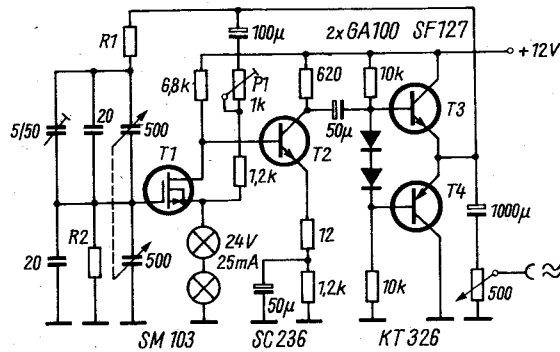 100µ
2x GA100 SF127
R1
+12V
P1
1k
6,8k
620
10k
T3
50µ
5/50
20
500
T1
T2
1,2k
T4
1000µ
R2
24V
25mA
12
20
500
50µ
1,2k
10k
500
SM 103
SC 236
KT 326